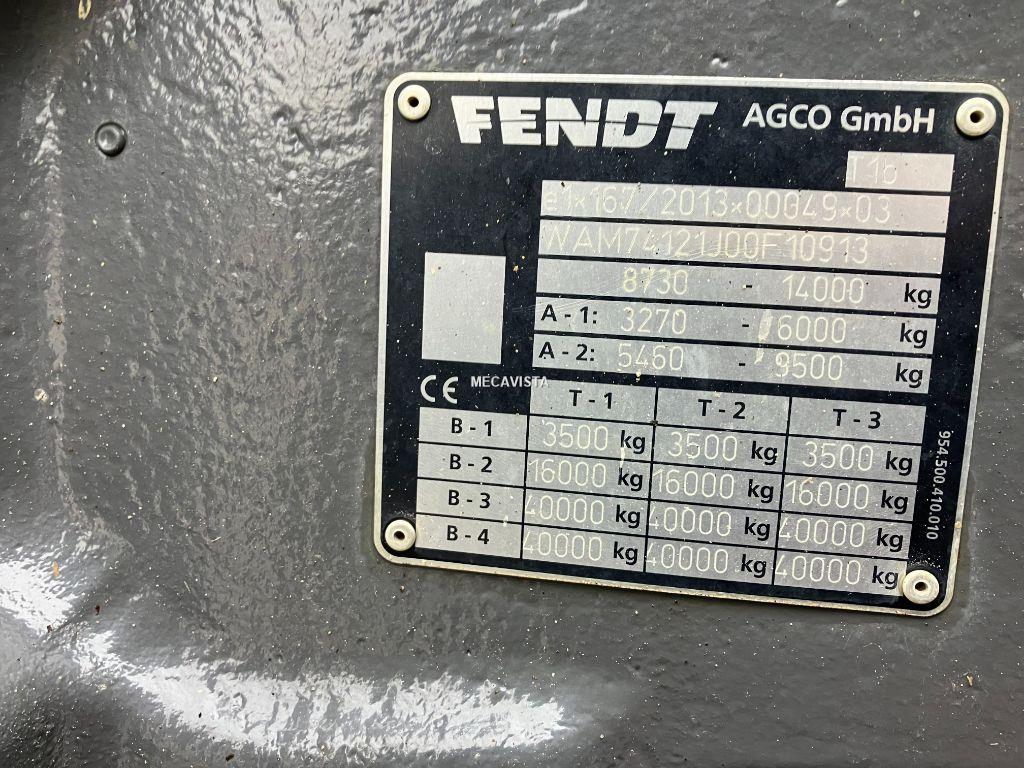 FENDT AGCO GmbH
T1b
e1*167/2013*00049*03
WAM74121J00F10913
8730 - 14000 kg
A - 1: 3270 - 6000 kg
A - 2: 5460 - 9500 kg
CE MECAVISTA
T - 1 T - 2 T - 3
B - 1 3500 kg 3500 kg 3500 kg
B - 2 16000 kg 16000 kg 16000 kg
B - 3 40000 kg 40000 kg 40000 kg
B - 4 40000 kg 40000 kg 40000 kg
954.500.410.010